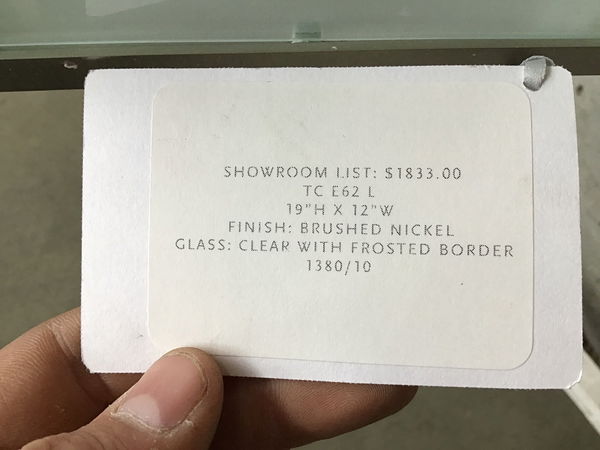 SHOWROOM LIST: $1833.00
TC E62 L
19"H X 12"W
FINISH: BRUSHED NICKEL
GLASS: CLEAR WITH FROSTED BORDER
1380/10